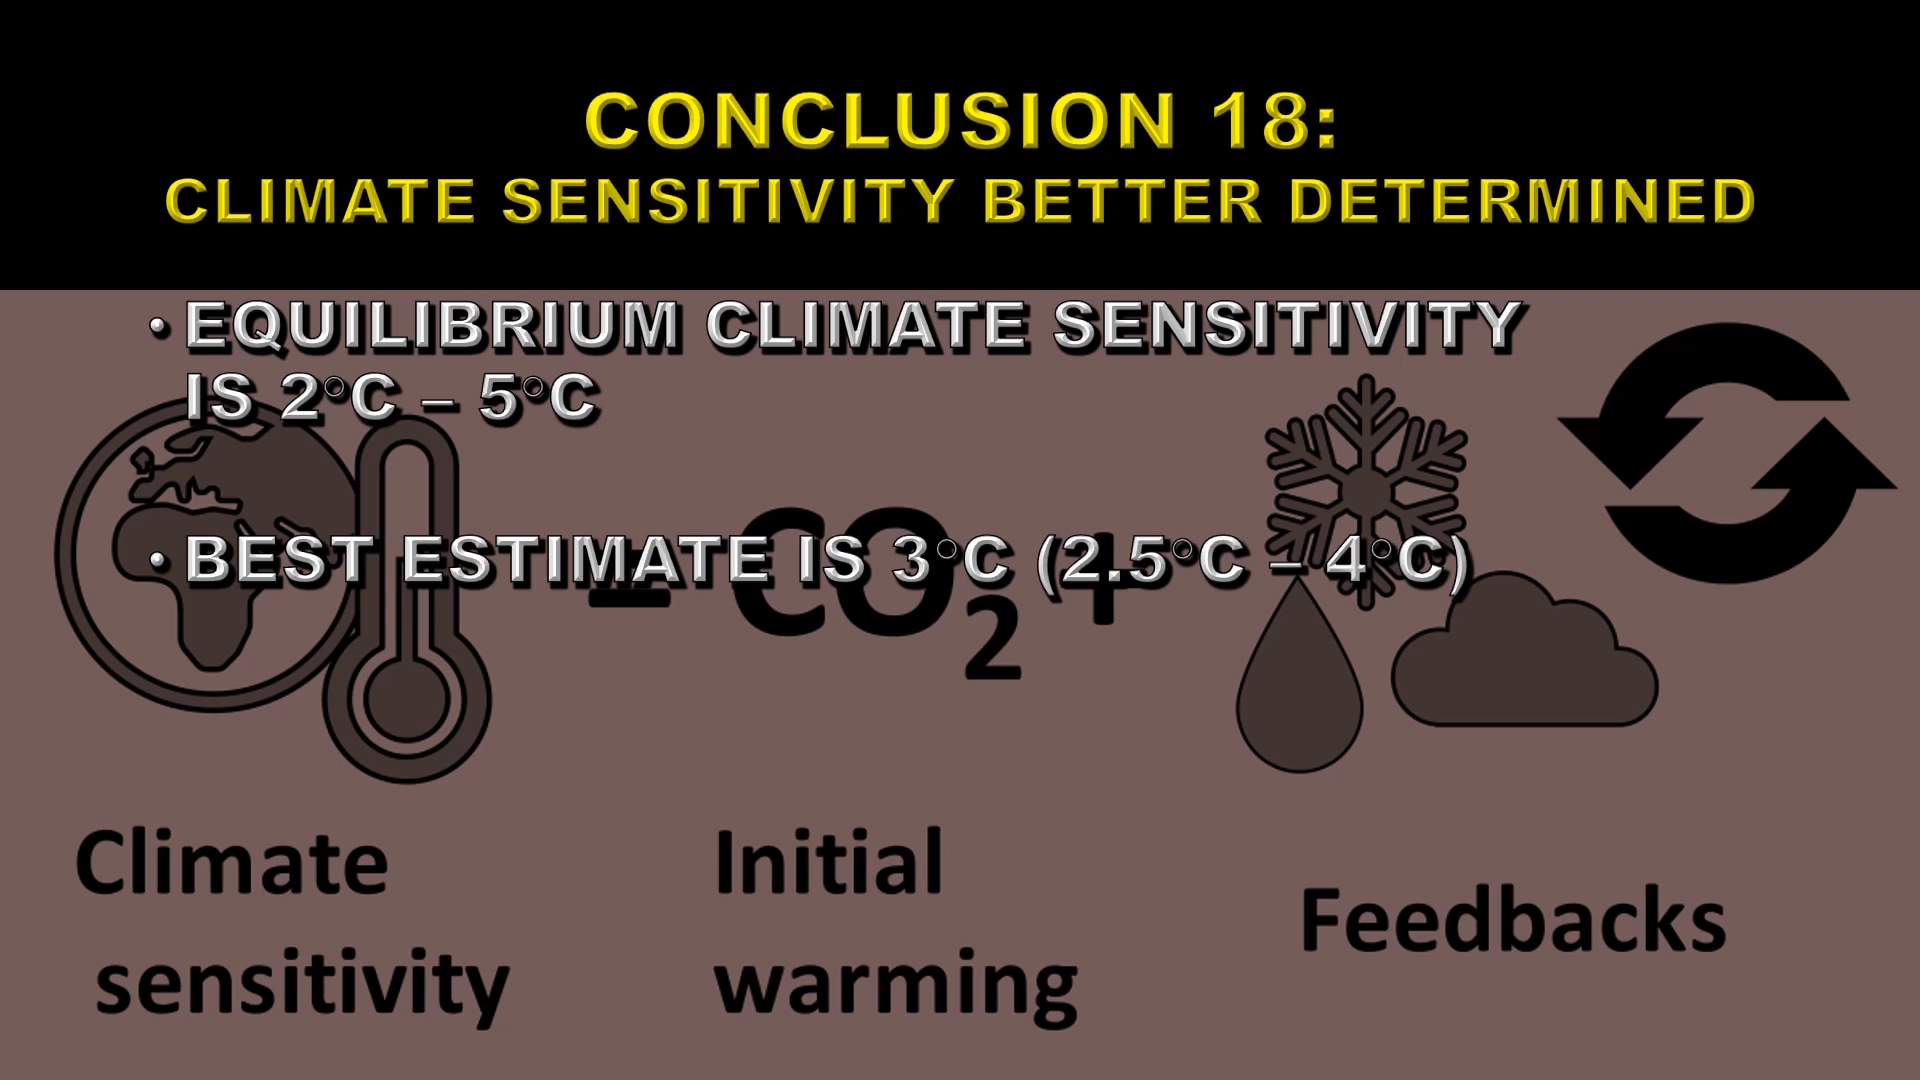 CONCLUSION 18:
CLIMATE SENSITIVITY BETTER DETERMINED
• EQUILIBRIUM CLIMATE SENSITIVITY
IS 2°C – 5°C
• BEST ESTIMATE IS 3°C (2.5°C – 4°C)
= CO₂ +
Climate
sensitivity
Initial
warming
Feedbacks